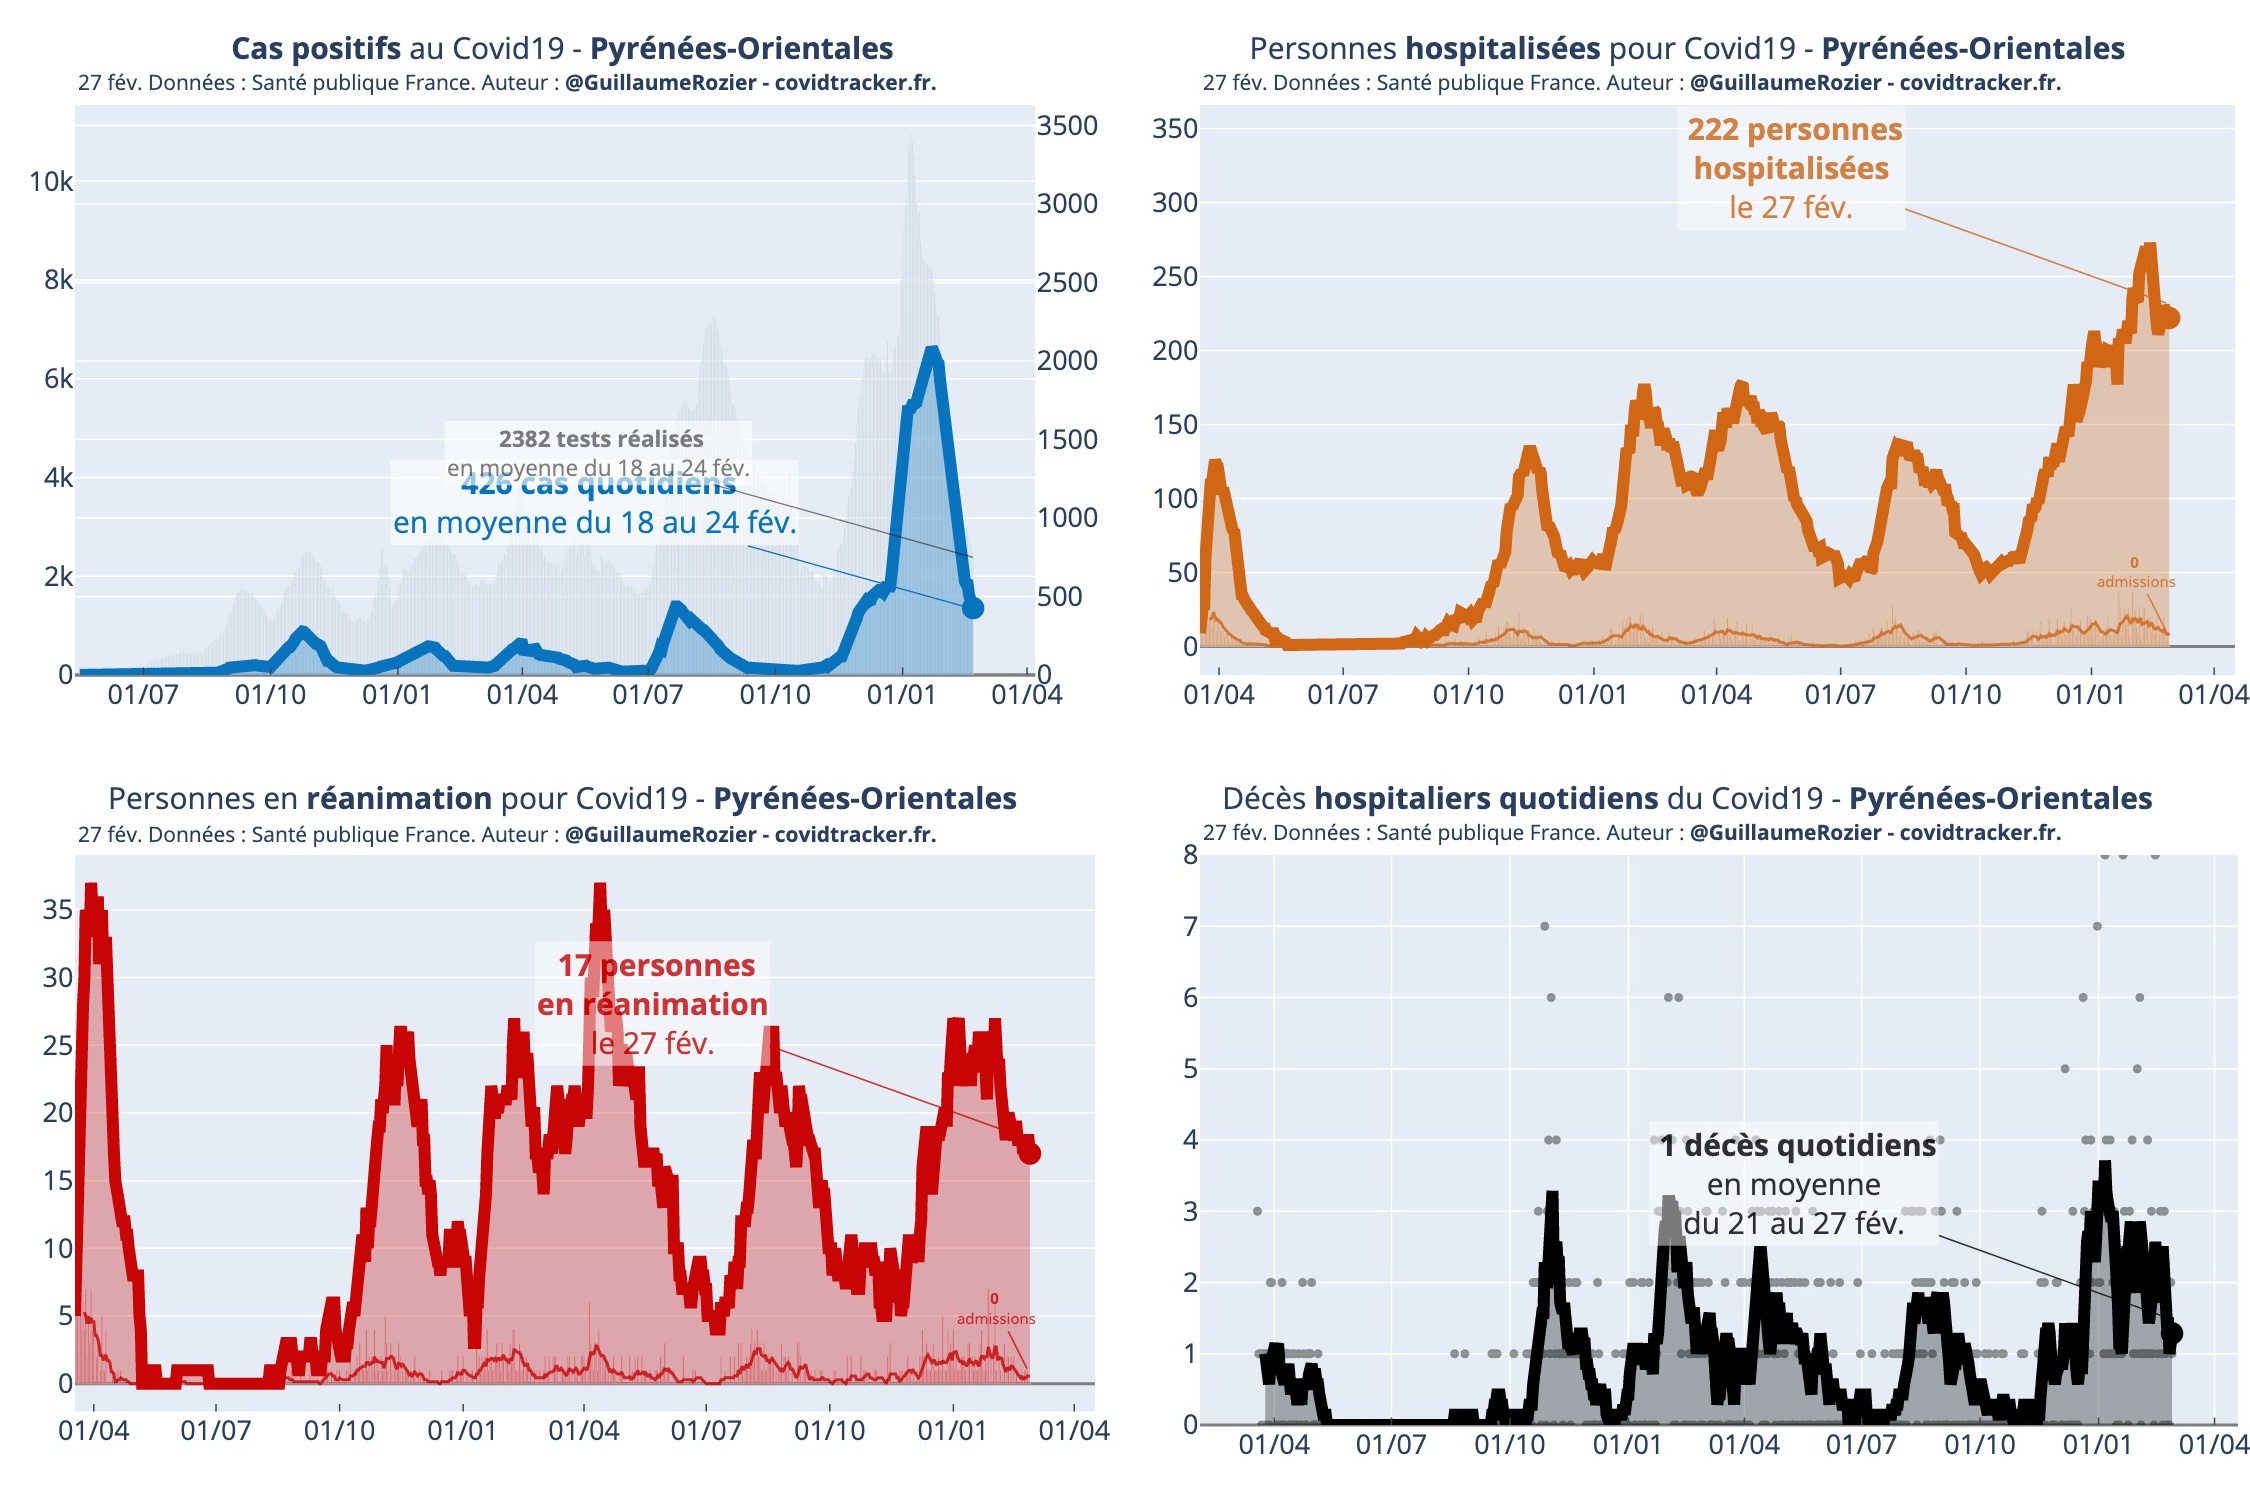 Cas positifs au Covid19 - Pyrénées-Orientales
27 fév. Données : Santé publique France. Auteur : @GuillaumeRozier - covidtracker.fr.
10k
8k
6k
4k
2k
0
3500
3000
2500
2000
1500
1000
500
0
2382 tests réalisés
en moyenne du 18 au 24 fév.
426 cas quotidiens
en moyenne du 18 au 24 fév.
01/07 01/10 01/01 01/04 01/07 01/10 01/01 01/04
Personnes hospitalisées pour Covid19 - Pyrénées-Orientales
27 fév. Données : Santé publique France. Auteur : @GuillaumeRozier - covidtracker.fr.
350
300
250
200
150
100
50
0
222 personnes
hospitalisées
le 27 fév.
0
admissions
01/04 01/07 01/10 01/01 01/04 01/07 01/10 01/01 01/04
Personnes en réanimation pour Covid19 - Pyrénées-Orientales
27 fév. Données : Santé publique France. Auteur : @GuillaumeRozier - covidtracker.fr.
35
30
25
20
15
10
5
0
17 personnes
en réanimation
le 27 fév.
0
admissions
01/04 01/07 01/10 01/01 01/04 01/07 01/10 01/01 01/04
Décès hospitaliers quotidiens du Covid19 - Pyrénées-Orientales
27 fév. Données : Santé publique France. Auteur : @GuillaumeRozier - covidtracker.fr.
8
7
6
5
4
3
2
1
0
1 décès quotidiens
en moyenne
du 21 au 27 fév.
01/04 01/07 01/10 01/01 01/04 01/07 01/10 01/01 01/04